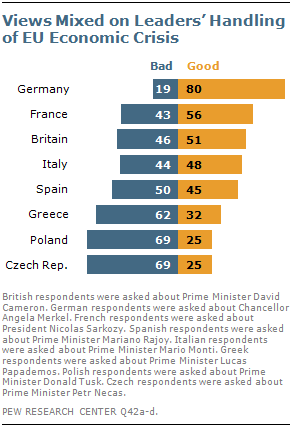 Views Mixed on Leaders' Handling
of EU Economic Crisis
Bad Good
Germany 19 80
France 43 56
Britain 46 51
Italy 44 48
Spain 50 45
Greece 62 32
Poland 69 25
Czech Rep. 69 25
British respondents were asked about Prime Minister David
Cameron. German respondents were asked about Chancellor
Angela Merkel. French respondents were asked about
President Nicolas Sarkozy. Spanish respondents were asked
about Prime Minister Mariano Rajoy. Italian respondents
were asked about Prime Minister Mario Monti. Greek
respondents were asked about Prime Minister Lucas
Papademos. Polish respondents were asked about Prime
Minister Donald Tusk. Czech respondents were asked about
Prime Minister Petr Necas.
PEW RESEARCH CENTER Q42a-d.